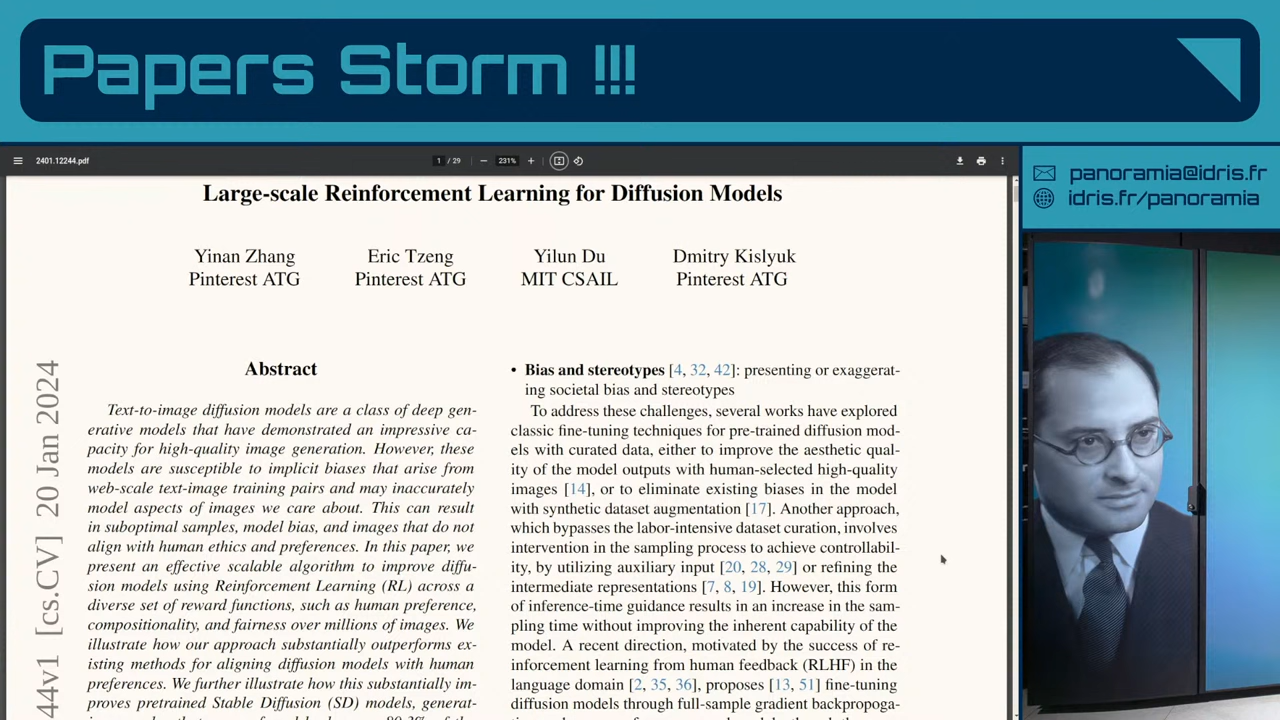 Papers Storm !!!
2401.12244.pdf
1 / 29
231%
panoramia@idris.fr
idris.fr/panoramia
Large-scale Reinforcement Learning for Diffusion Models
Yinan Zhang
Pinterest ATG
Eric Tzeng
Pinterest ATG
Yilun Du
MIT CSAIL
Dmitry Kislyuk
Pinterest ATG
44v1 [cs.CV] 20 Jan 2024
Abstract
Text-to-image diffusion models are a class of deep gen-
erative models that have demonstrated an impressive ca-
pacity for high-quality image generation. However, these
models are susceptible to implicit biases that arise from
web-scale text-image training pairs and may inaccurately
model aspects of images we care about. This can result
in suboptimal samples, model bias, and images that do not
align with human ethics and preferences. In this paper, we
present an effective scalable algorithm to improve diffu-
sion models using Reinforcement Learning (RL) across a
diverse set of reward functions, such as human preference,
compositionality, and fairness over millions of images. We
illustrate how our approach substantially outperforms ex-
isting methods for aligning diffusion models with human
preferences. We further illustrate how this substantially im-
proves pretrained Stable Diffusion (SD) models, generat-
• Bias and stereotypes [4, 32, 42]: presenting or exaggerat-
ing societal bias and stereotypes
To address these challenges, several works have explored
classic fine-tuning techniques for pre-trained diffusion mod-
els with curated data, either to improve the aesthetic qual-
ity of the model outputs with human-selected high-quality
images [14], or to eliminate existing biases in the model
with synthetic dataset augmentation [17]. Another approach,
which bypasses the labor-intensive dataset curation, involves
intervention in the sampling process to achieve controllabil-
ity, by utilizing auxiliary input [20, 28, 29] or refining the
intermediate representations [7, 8, 19]. However, this form
of inference-time guidance results in an increase in the sam-
pling time without improving the inherent capability of the
model. A recent direction, motivated by the success of re-
inforcement learning from human feedback (RLHF) in the
language domain [2, 35, 36], proposes [13, 51] fine-tuning
diffusion models through full-sample gradient backpropoga-